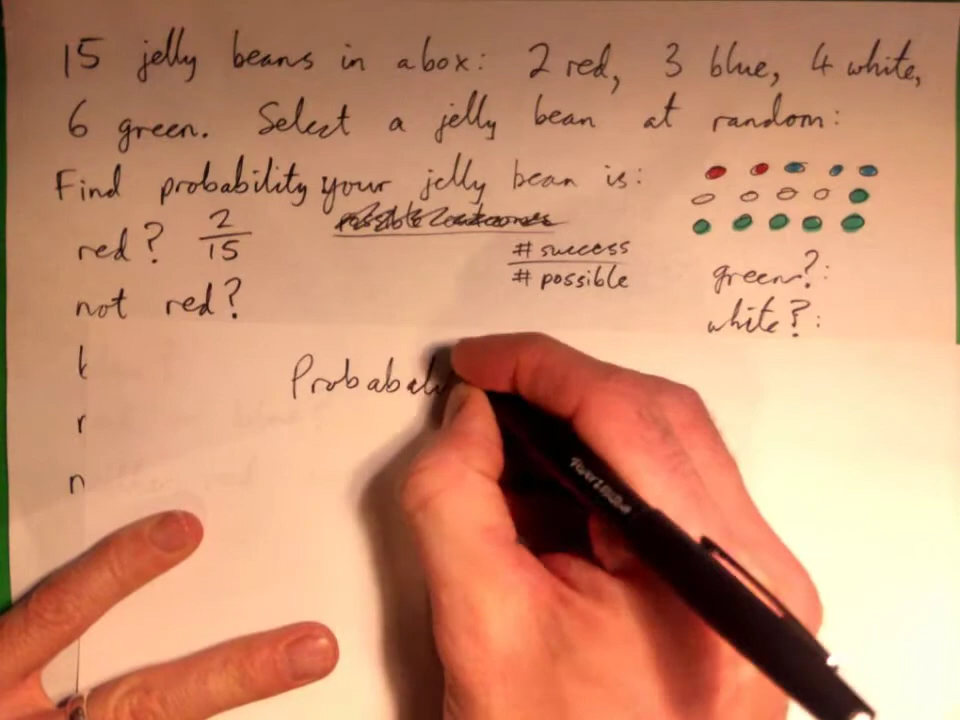 15 jelly beans in a box: 2 red, 3 blue, 4 white,
6 green. Select a jelly bean at random:
Find probability your jelly bean is:
red? 2/15
# success
# possible
not red?
green?:
white?:
Probabali
r
n